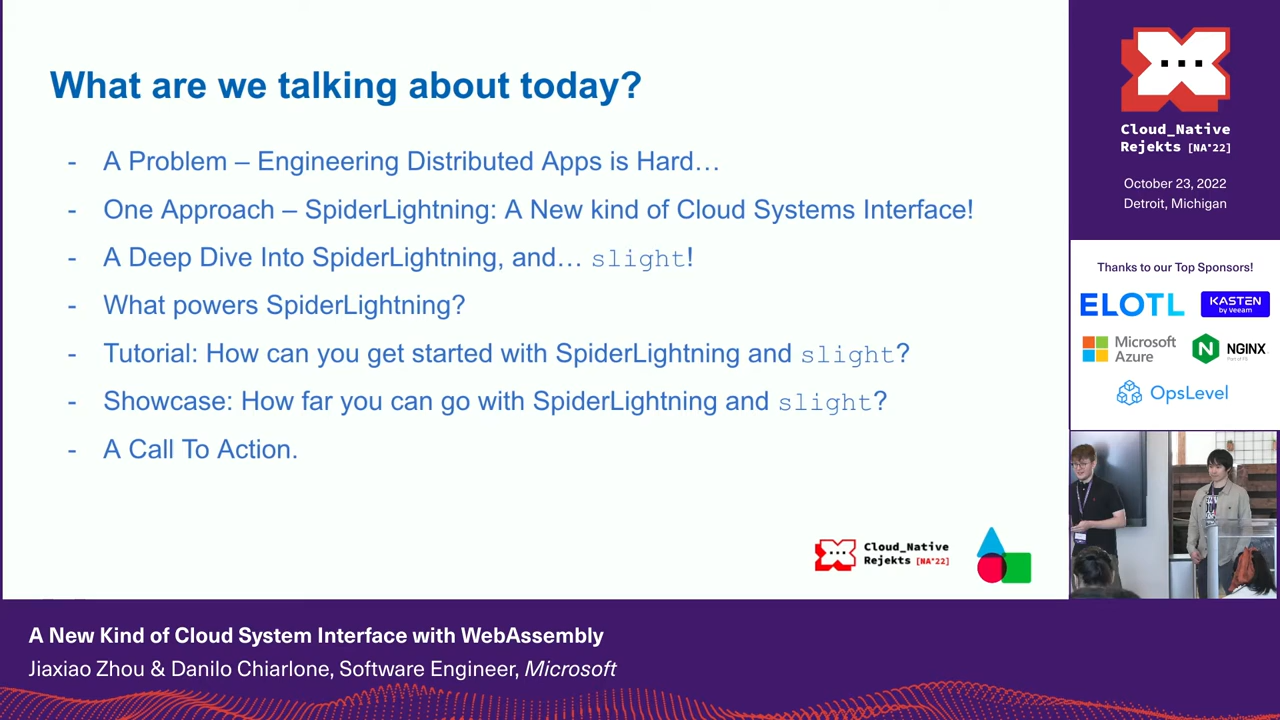 What are we talking about today?
- A Problem – Engineering Distributed Apps is Hard…
- One Approach – SpiderLightning: A New kind of Cloud Systems Interface!
- A Deep Dive Into SpiderLightning, and… slight!
- What powers SpiderLightning?
- Tutorial: How can you get started with SpiderLightning and slight?
- Showcase: How far you can go with SpiderLightning and slight?
- A Call To Action.
Cloud_Native
Rejekts [NA'22]
Cloud_Native
Rejekts [NA'22]
October 23, 2022
Detroit, Michigan
Thanks to our Top Sponsors!
ELOTL
KASTEN
by Veeam
Microsoft
Azure
NGINX
Part of F5
OpsLevel
A New Kind of Cloud System Interface with WebAssembly
Jiaxiao Zhou & Danilo Chiarlone, Software Engineer, Microsoft